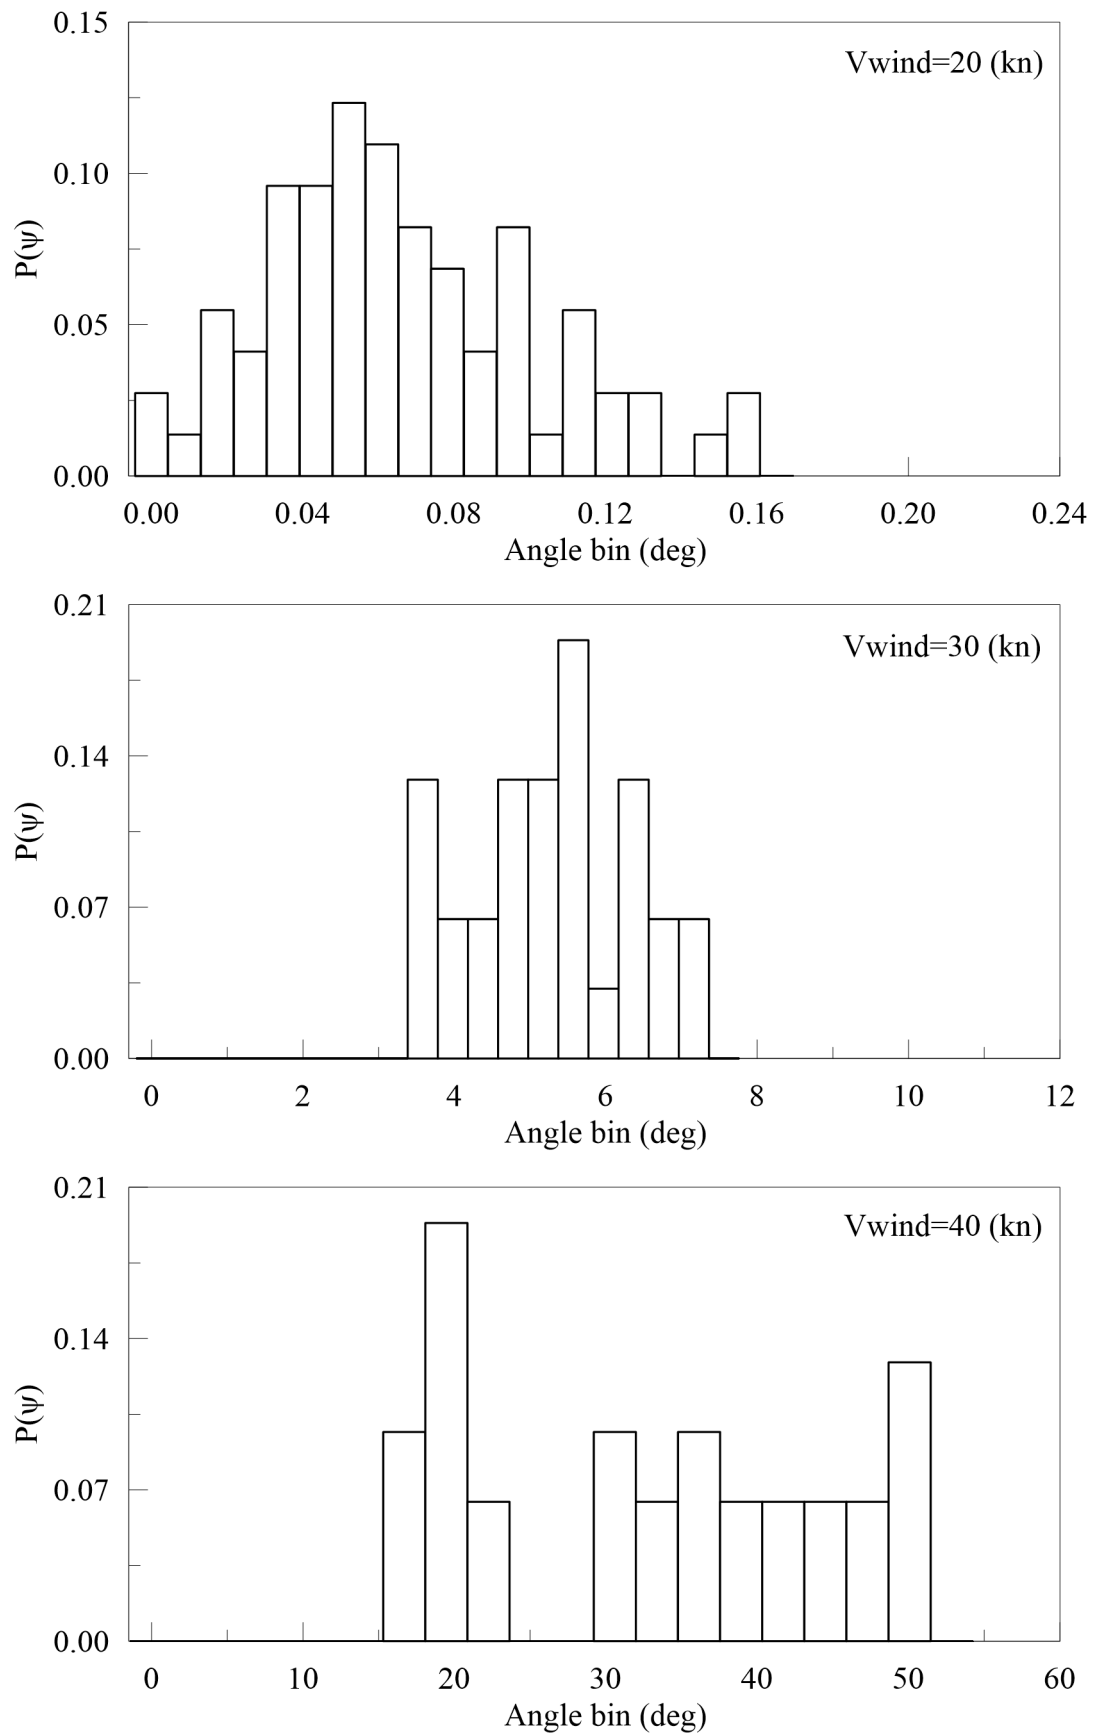 0.15
Vwind=20 (kn)
0.10
P(ψ)
0.05
0.00
0.00 0.04 0.08 0.12 0.16 0.20 0.24
Angle bin (deg)
0.21
Vwind=30 (kn)
0.14
P(ψ)
0.07
0.00
0 2 4 6 8 10 12
Angle bin (deg)
0.21
Vwind=40 (kn)
0.14
P(ψ)
0.07
0.00
0 10 20 30 40 50 60
Angle bin (deg)